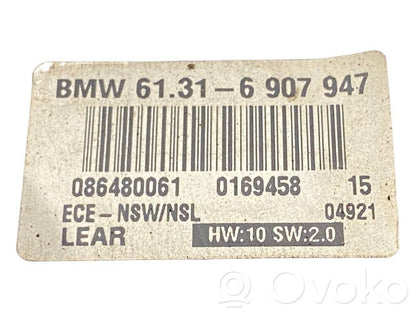 BMW 61.31-6 907 947
086480061 0169458 15
ECE-NSW/NSL 04921
LEAR HW:10 SW:2.0
OVOKO